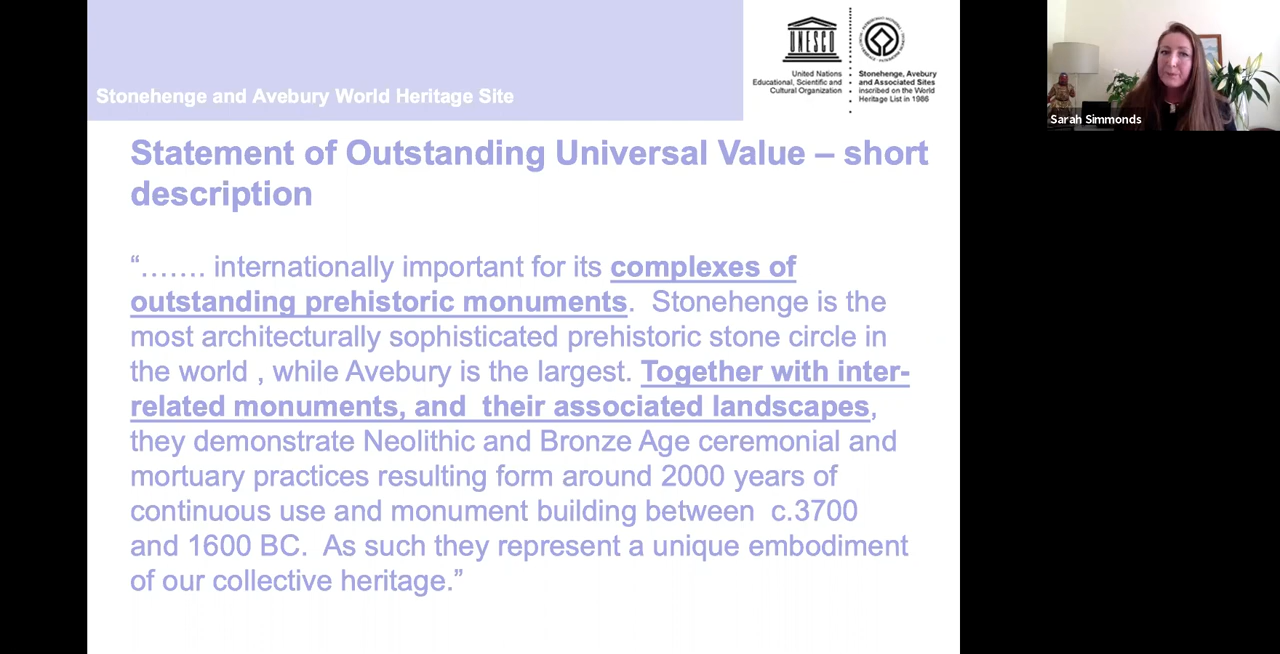 Stonehenge and Avebury World Heritage Site
UNESCO
United Nations
Educational, Scientific and
Cultural Organization
Stonehenge, Avebury
and Associated Sites
inscribed on the World
Heritage List in 1986
Sarah Simmonds
Statement of Outstanding Universal Value – short
description
“……. internationally important for its complexes of
outstanding prehistoric monuments.  Stonehenge is the
most architecturally sophisticated prehistoric stone circle in
the world , while Avebury is the largest. Together with inter-
related monuments, and  their associated landscapes,
they demonstrate Neolithic and Bronze Age ceremonial and
mortuary practices resulting form around 2000 years of
continuous use and monument building between  c.3700
and 1600 BC.  As such they represent a unique embodiment
of our collective heritage.”